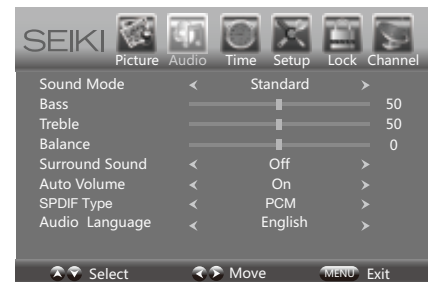 SEIKI
Picture Audio Time Setup Lock Channel
Sound Mode Standard
Bass 50
Treble 50
Balance 0
Surround Sound Off
Auto Volume On
SPDIF Type PCM
Audio Language English
Select Move MENU Exit